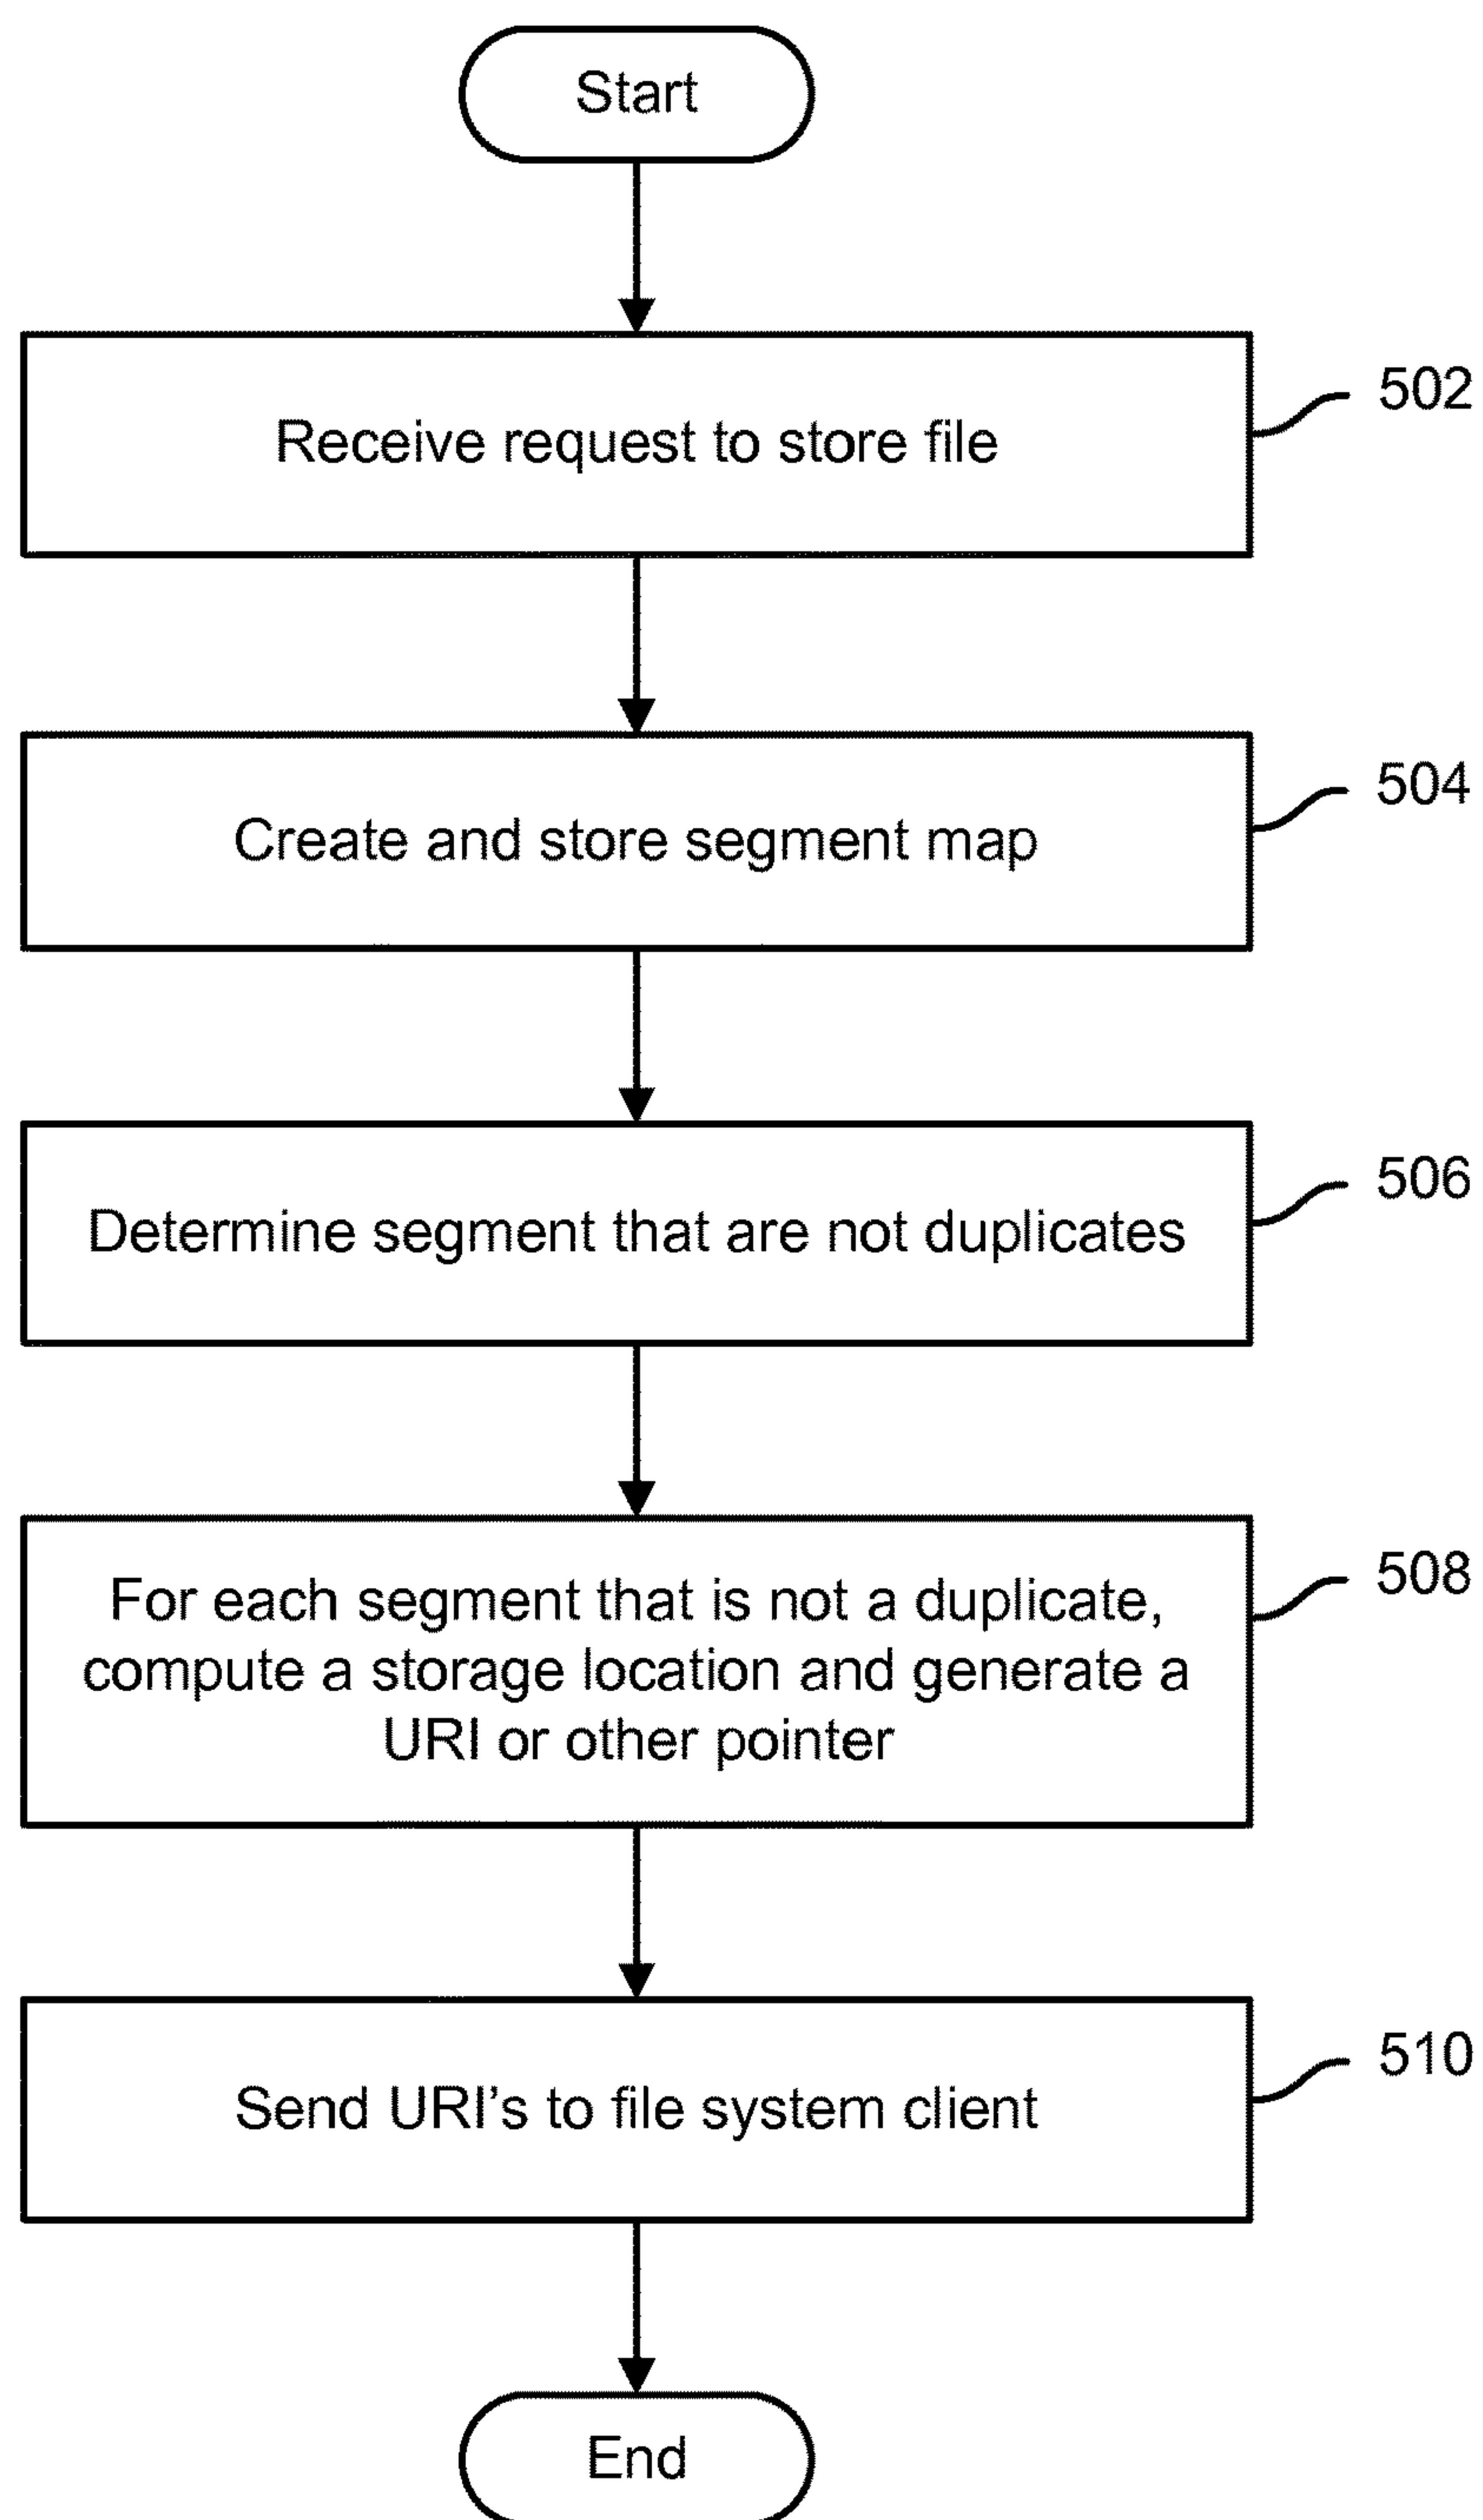 Start
Receive request to store file
502
Create and store segment map
504
Determine segment that are not duplicates
506
For each segment that is not a duplicate,
compute a storage location and generate a
URI or other pointer
508
Send URI's to file system client
510
End